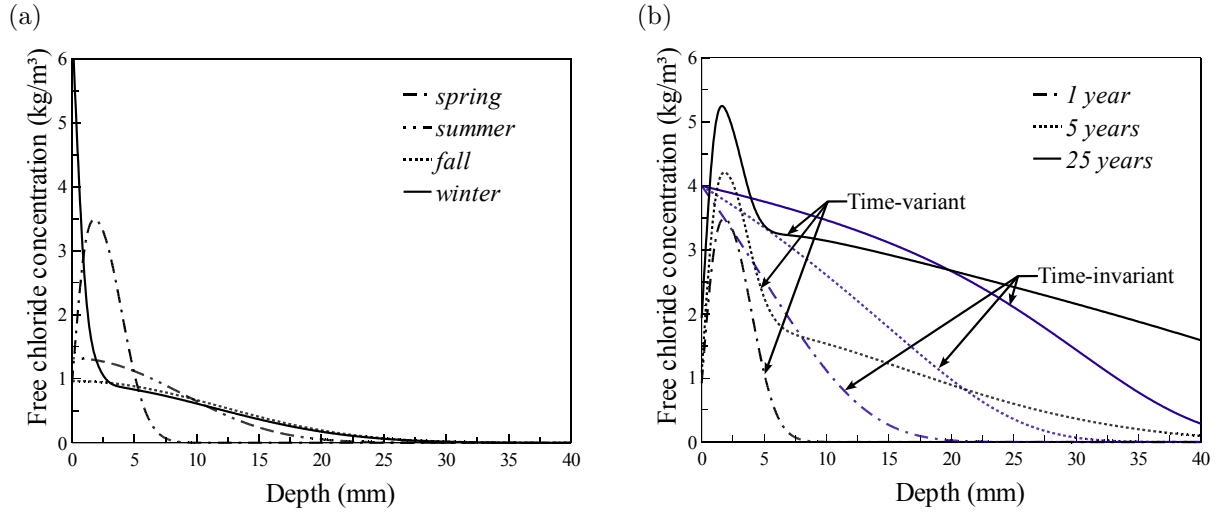 (a)
Free chloride concentration (kg/m³)
6
5
4
3
2
1
0
0 5 10 15 20 25 30 35 40
Depth (mm)
spring
summer
fall
winter
(b)
Free chloride concentration (kg/m³)
6
5
4
3
2
1
0
0 5 10 15 20 25 30 35 40
Depth (mm)
1 year
5 years
25 years
Time-variant
Time-invariant